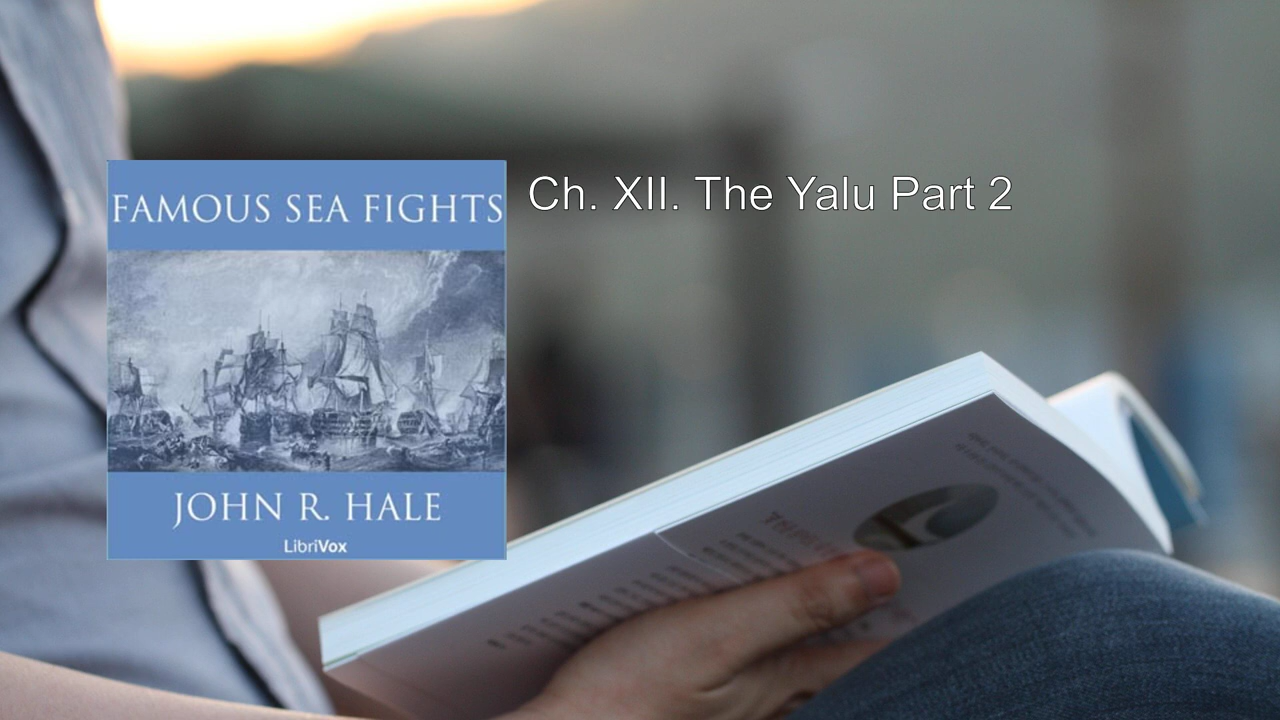 FAMOUS SEA FIGHTS
JOHN R. HALE
LibriVox
Ch. XII. The Yalu Part 2